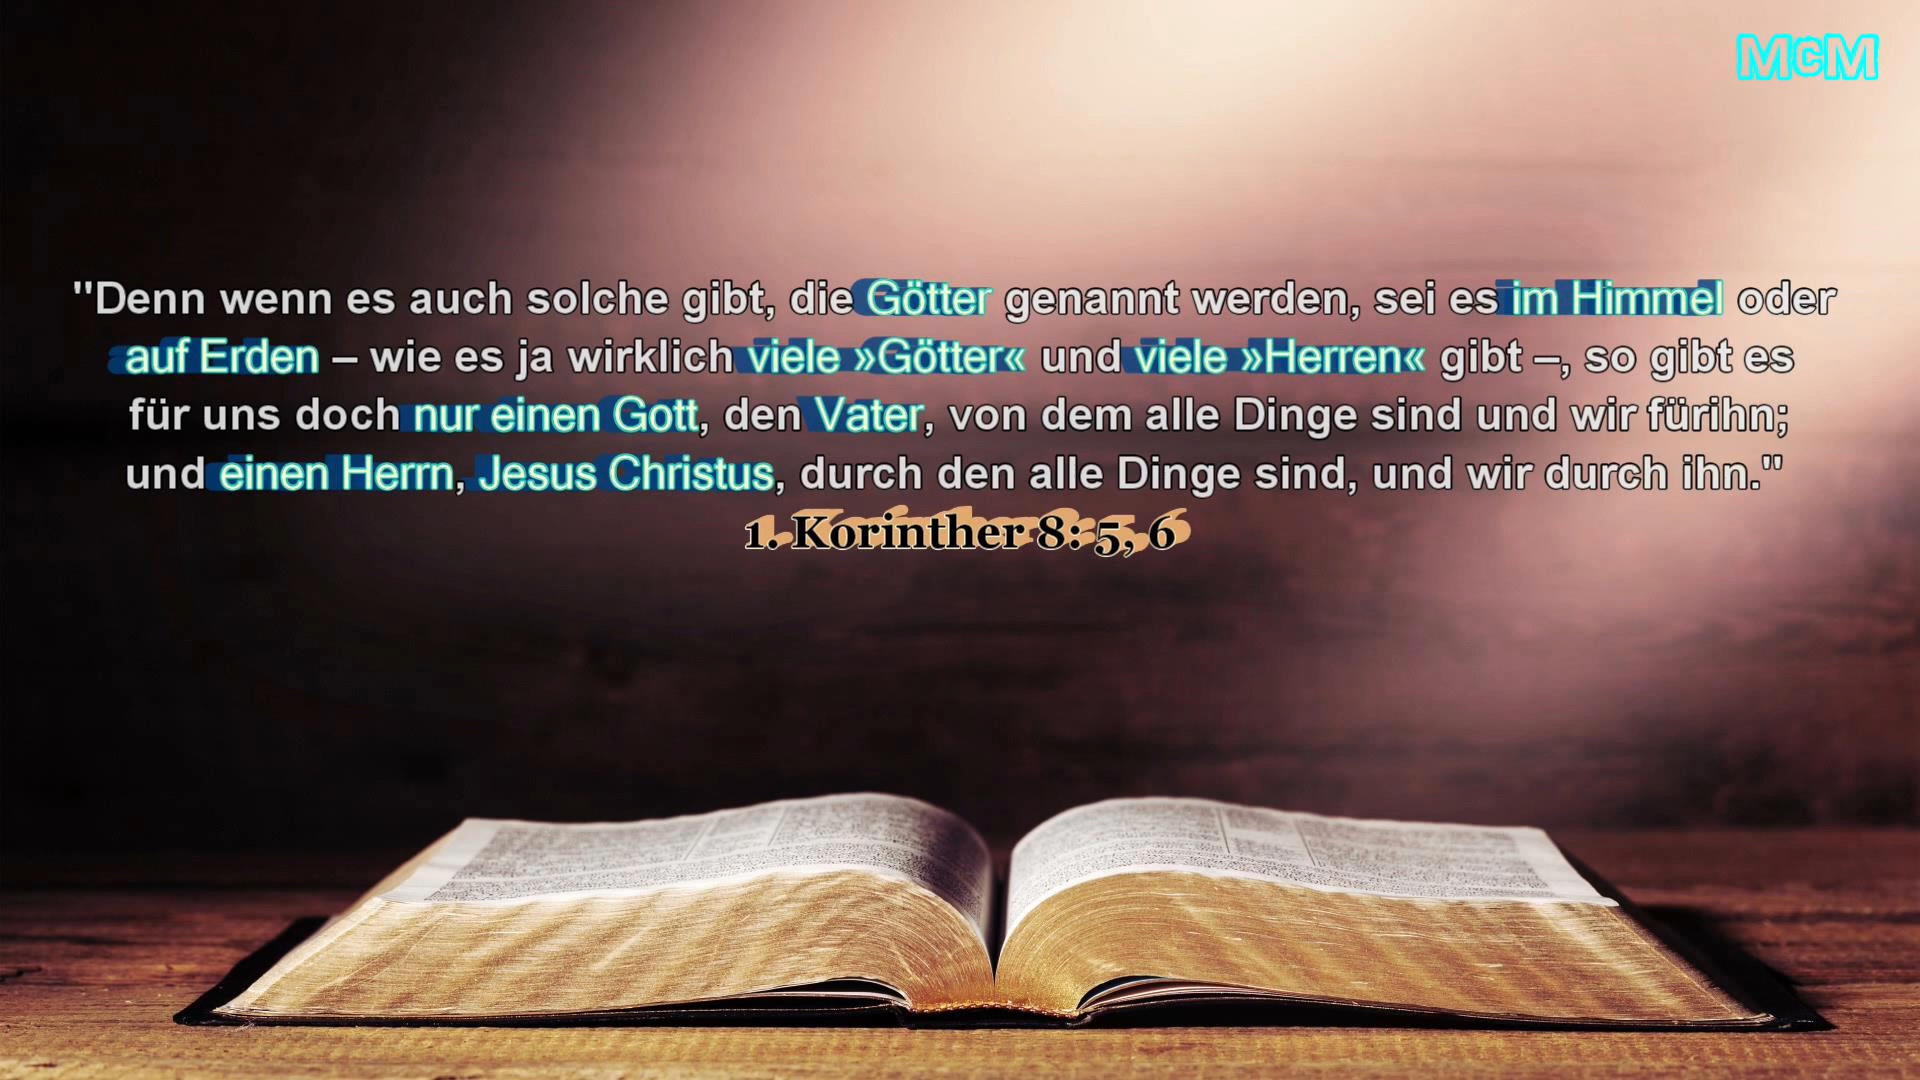 McM
"Denn wenn es auch solche gibt, die Götter genannt werden, sei es im Himmel oder
auf Erden – wie es ja wirklich viele »Götter« und viele »Herren« gibt –, so gibt es
für uns doch nur einen Gott, den Vater, von dem alle Dinge sind und wir fürihn;
und einen Herrn, Jesus Christus, durch den alle Dinge sind, und wir durch ihn."
1. Korinther 8: 5, 6